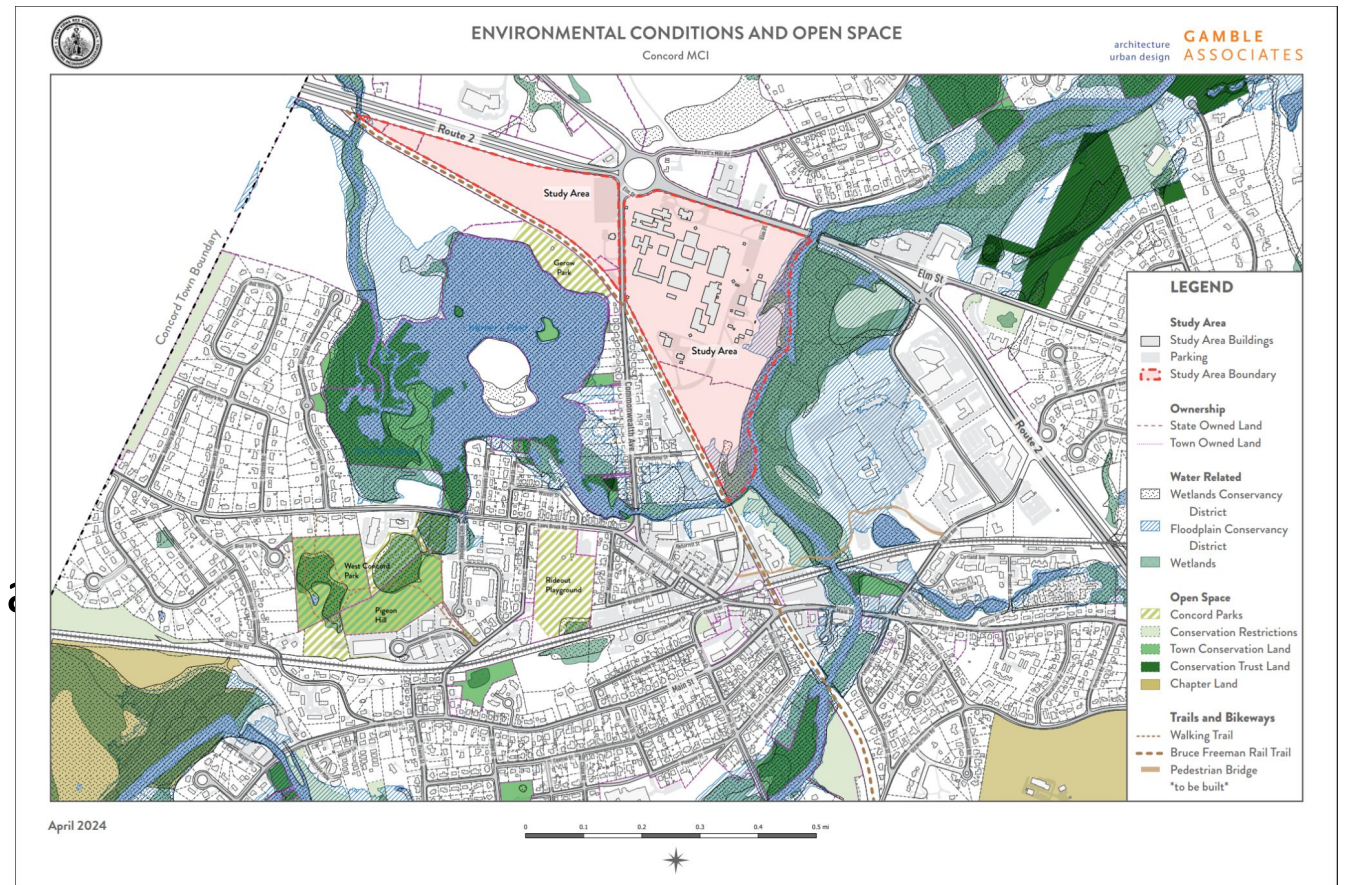 ENVIRONMENTAL CONDITIONS AND OPEN SPACE
Concord MCI
architecture
urban design
GAMBLE
ASSOCIATES
Route 2
Study Area
Concord Town Boundary
Gerow
Park
Elm St
Warner's Pond
Study Area
Commonwealth Ave
Route 2
West Concord
Park
Pigeon
Hill
Rideout
Playground
Main St
a
LEGEND
Study Area
Study Area Buildings
Parking
Study Area Boundary
Ownership
State Owned Land
Town Owned Land
Water Related
Wetlands Conservancy
District
Floodplain Conservancy
District
Wetlands
Open Space
Concord Parks
Conservation Restrictions
Town Conservation Land
Conservation Trust Land
Chapter Land
Trails and Bikeways
Walking Trail
Bruce Freeman Rail Trail
Pedestrian Bridge
*to be built*
April 2024
0 0.1 0.2 0.3 0.4 0.5 mi